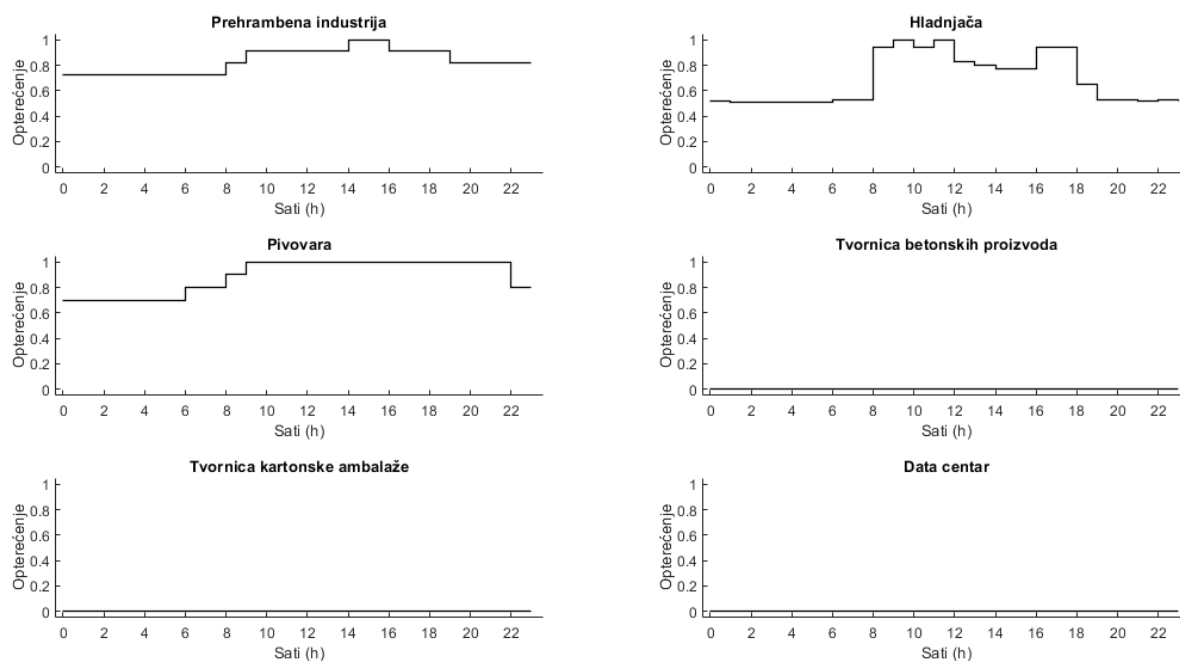 Prehrambena industrija
1
0.8
0.6
0.4
0.2
0
Opterećenje
0 2 4 6 8 10 12 14 16 18 20 22
Sati (h)
Hladnjača
1
0.8
0.6
0.4
0.2
0
Opterećenje
0 2 4 6 8 10 12 14 16 18 20 22
Sati (h)
Pivovara
1
0.8
0.6
0.4
0.2
0
Opterećenje
0 2 4 6 8 10 12 14 16 18 20 22
Sati (h)
Tvornica betonskih proizvoda
1
0.8
0.6
0.4
0.2
0
Opterećenje
0 2 4 6 8 10 12 14 16 18 20 22
Sati (h)
Tvornica kartonske ambalaže
1
0.8
0.6
0.4
0.2
0
Opterećenje
0 2 4 6 8 10 12 14 16 18 20 22
Sati (h)
Data centar
1
0.8
0.6
0.4
0.2
0
Opterećenje
0 2 4 6 8 10 12 14 16 18 20 22
Sati (h)